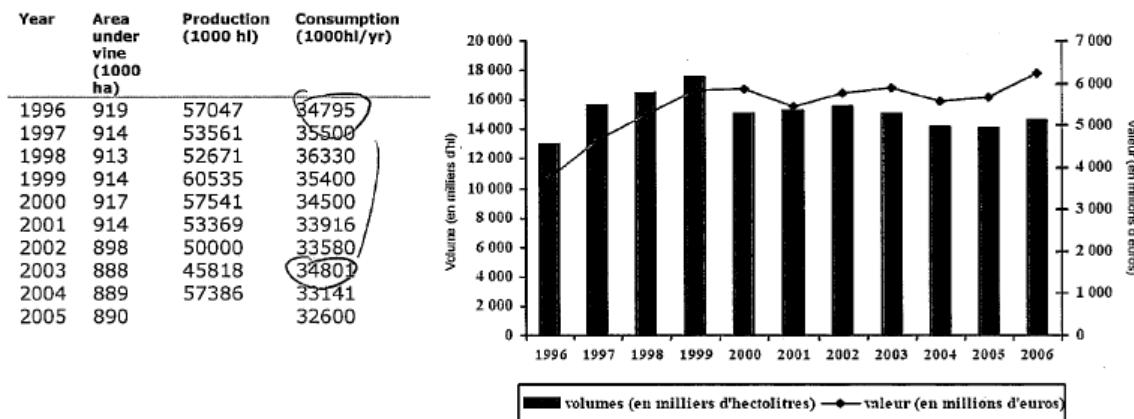 Year Area under vine (1000 ha) Production (1000 hl) Consumption (1000hl/yr)
1996 919 57047 34795
1997 914 53561 35500
1998 913 52671 36330
1999 914 60535 35400
2000 917 57541 34500
2001 914 53369 33916
2002 898 50000 33580
2003 888 45818 34801
2004 889 57386 33141
2005 890 32600
Volume (en milliers d'hl)
20 000
18 000
16 000
14 000
12 000
10 000
8 000
6 000
4 000
2 000
0
7 000
6 000
5 000
4 000
3 000
2 000
1 000
0
valeur (en millions d'euros)
1996 1997 1998 1999 2000 2001 2002 2003 2004 2005 2006
volumes (en milliers d'hectolitres) valeur (en millions d'euros)